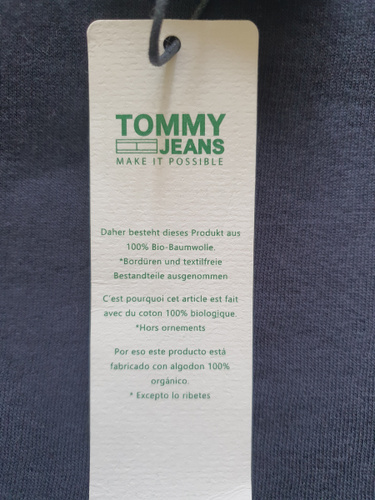 TOMMY
JEANS
MAKE IT POSSIBLE
Daher besteht dieses Produkt aus
100% Bio-Baumwolle.
*Bordüren und textilfreie
Bestandteile ausgenommen
C'est pourquoi cet article est fait
avec du coton 100% biologique.
*Hors ornements
Por eso este producto está
fabricado con algodon 100%
orgánico.
* Excepto lo ribetes